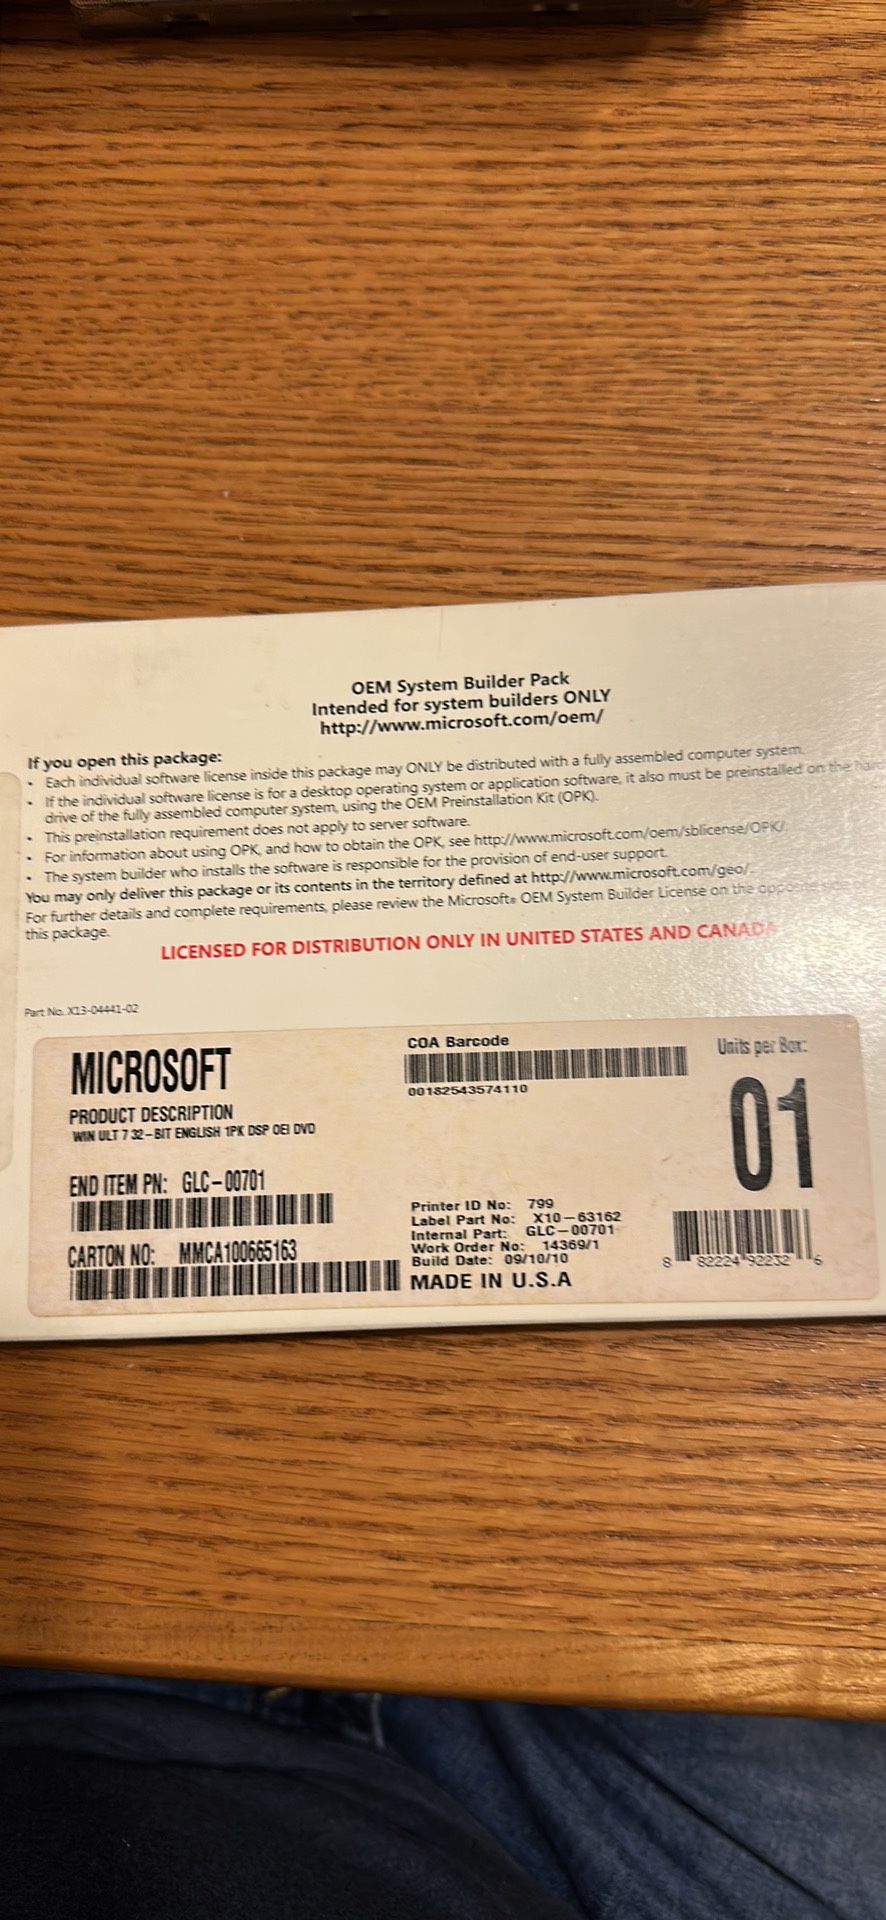 OEM System Builder Pack
Intended for system builders ONLY
http://www.microsoft.com/oem/
If you open this package:
• Each individual software license inside this package may ONLY be distributed with a fully assembled computer system.
• If the individual software license is for a desktop operating system or application software, it also must be preinstalled on the hard
drive of the fully assembled computer system, using the OEM Preinstallation Kit (OPK).
• This preinstallation requirement does not apply to server software.
• For information about using OPK, and how to obtain the OPK, see http://www.microsoft.com/oem/sblicense/OPK/
• The system builder who installs the software is responsible for the provision of end-user support.
You may only deliver this package or its contents in the territory defined at http://www.microsoft.com/geo/.
For further details and complete requirements, please review the Microsoft® OEM System Builder License on the opposite side of
this package.
LICENSED FOR DISTRIBUTION ONLY IN UNITED STATES AND CANADA
Part No. X13-04441-02
MICROSOFT
PRODUCT DESCRIPTION
WIN ULT 7 32-BIT ENGLISH 1PK DSP OEI DVD
END ITEM PN: GLC-00701
CARTON NO: MMCA100665163
COA Barcode
00182543574110
Printer ID No: 799
Label Part No: X10-63162
Internal Part: GLC-00701
Work Order No: 14369/1
Build Date: 09/10/10
MADE IN U.S.A
Units per Box:
01
8 82224 92232 6